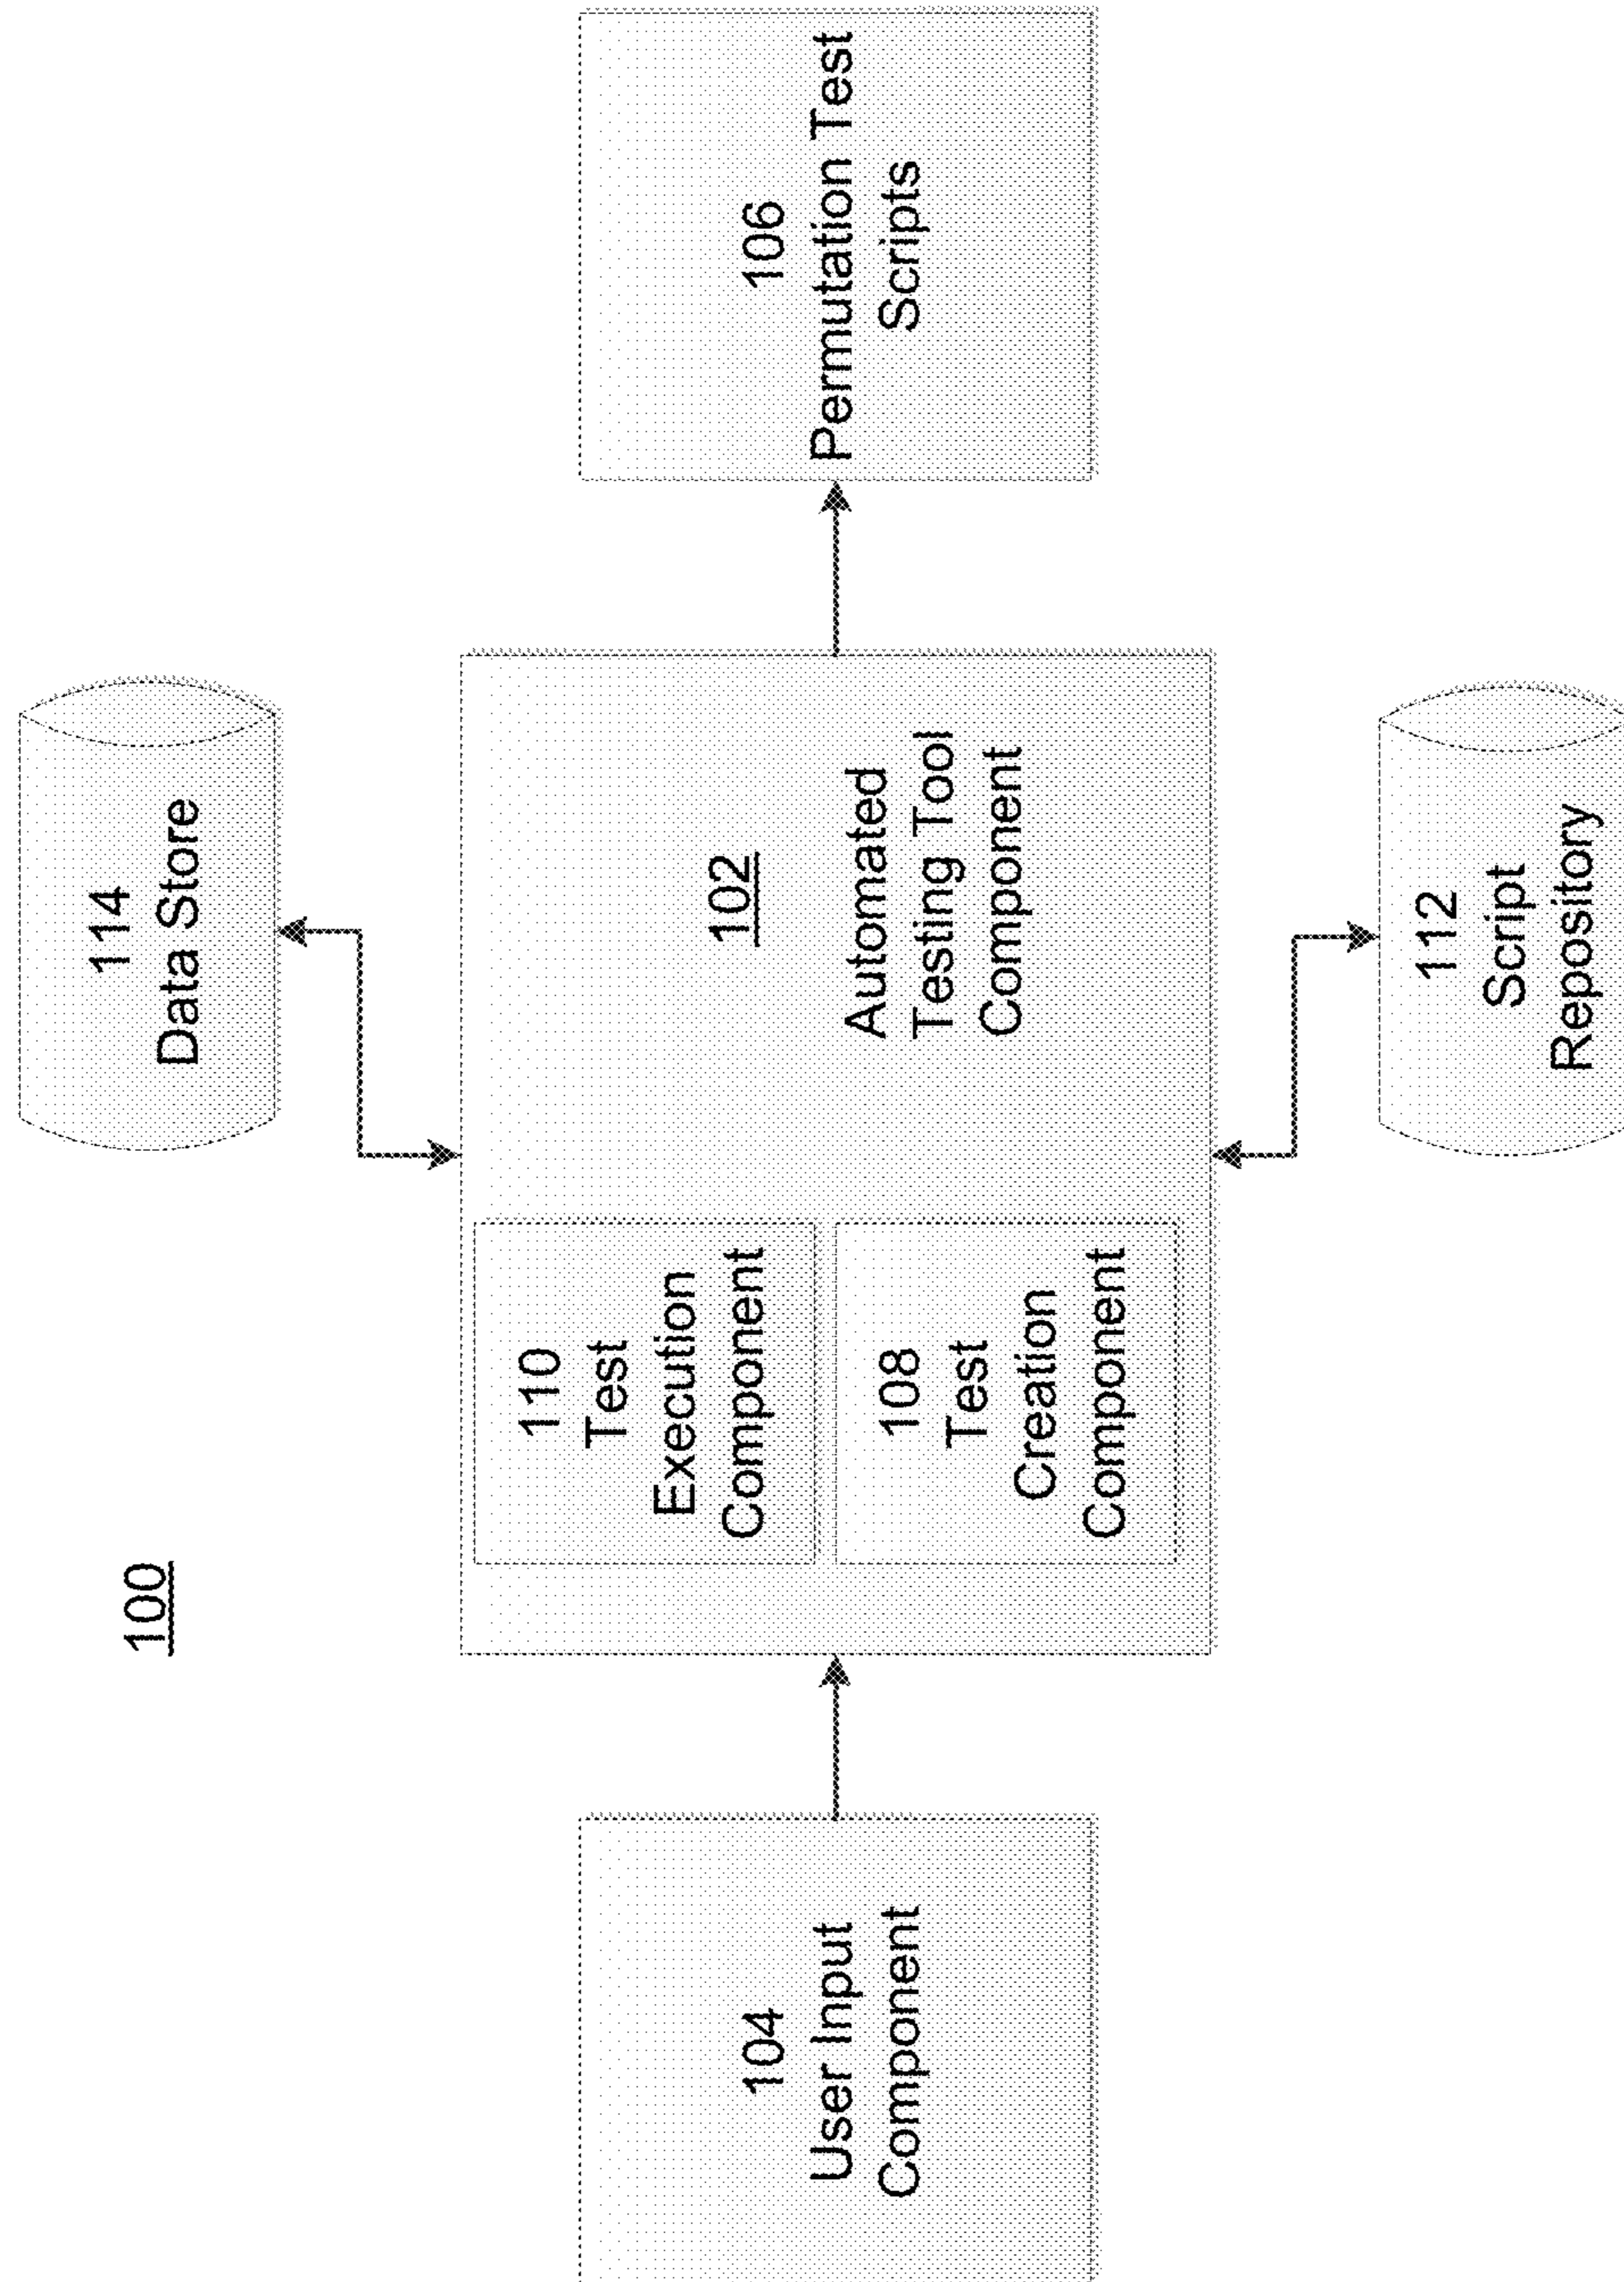 100
114
Data Store
110
Test
Execution
Component
102
Automated
Testing Tool
Component
108
Test
Creation
Component
104
User Input
Component
106
Permutation Test
Scripts
112
Script
Repository